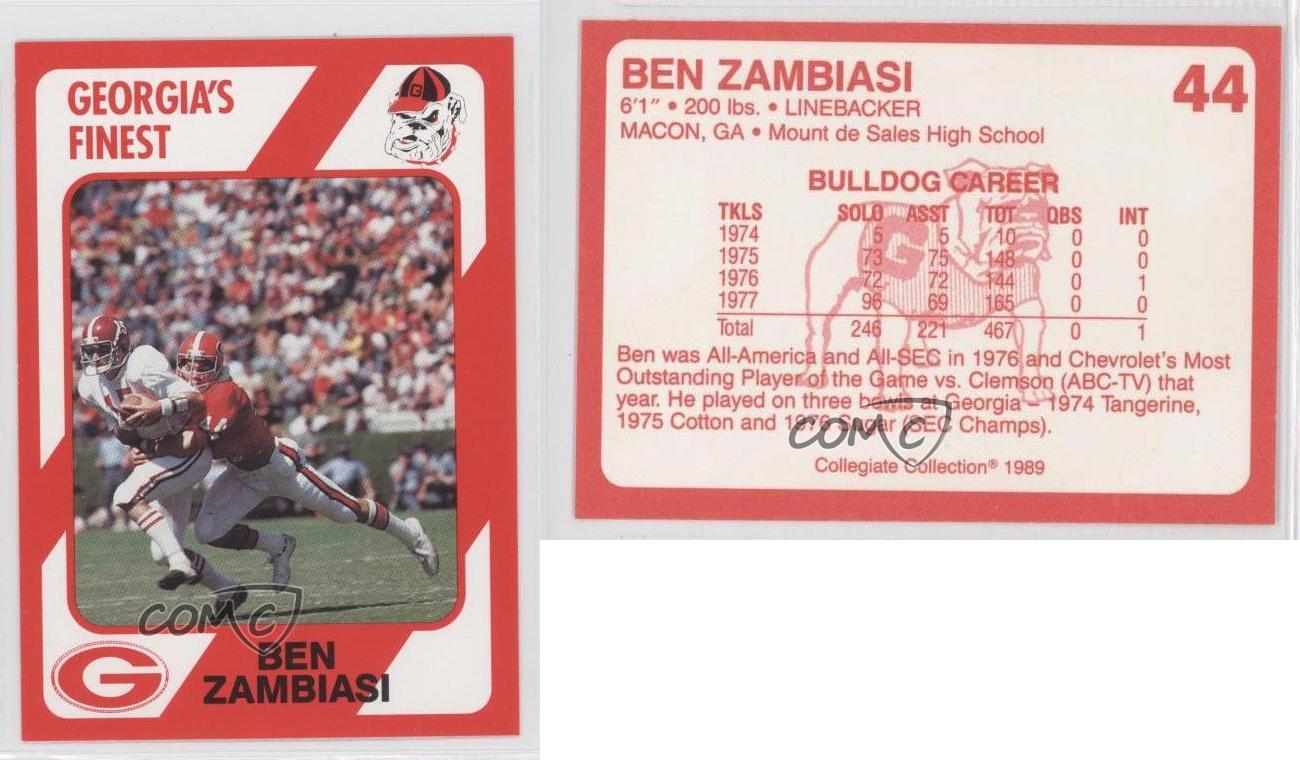 GEORGIA'S
FINEST
G
COMC
G
BEN
ZAMBIASI
BEN ZAMBIASI
44
6'1" • 200 lbs. • LINEBACKER
MACON, GA • Mount de Sales High School
BULLDOG CAREER
TKLS SOLO ASST TOT QBS INT
1974 5 5 10 0 0
1975 73 75 148 0 0
1976 72 72 144 0 1
1977 96 69 165 0 0
Total 246 221 467 0 1
G
Ben was All-America and All-SEC in 1976 and Chevrolet's Most
Outstanding Player of the Game vs. Clemson (ABC-TV) that
year. He played on three bowls at Georgia – 1974 Tangerine,
1975 Cotton and 1976 Sugar (SEC Champs).
COMC
Collegiate Collection® 1989